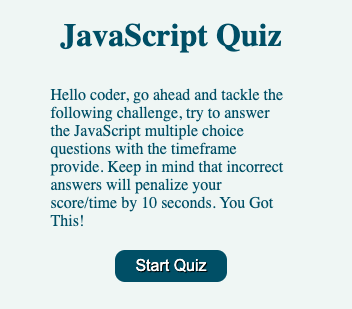 JavaScript Quiz
Hello coder, go ahead and tackle the
following challenge, try to answer
the JavaScript multiple choice
questions with the timeframe
provide. Keep in mind that incorrect
answers will penalize your
score/time by 10 seconds. You Got
This!
Start Quiz